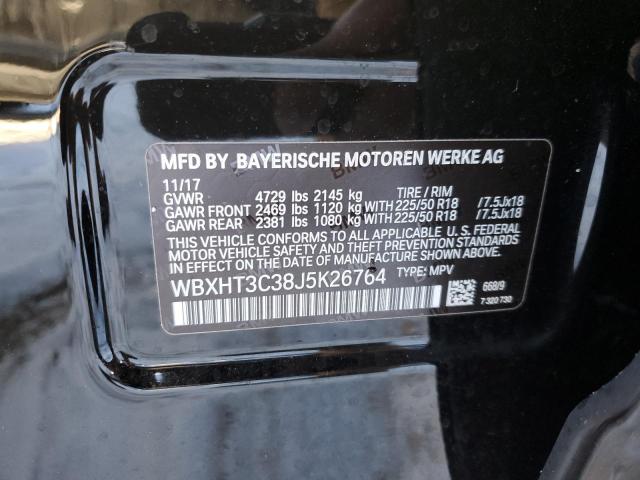 MFD BY BAYERISCHE MOTOREN WERKE AG
11/17
GVWR 4729 lbs 2145 kg TIRE / RIM
GAWR FRONT 2469 lbs 1120 kg WITH 225/50 R18 /7.5Jx18
GAWR REAR 2381 lbs 1080 kg WITH 225/50 R18 /7.5Jx18
THIS VEHICLE CONFORMS TO ALL APPLICABLE U. S. FEDERAL
MOTOR VEHICLE SAFETY BUMPER AND THEFT PREVENTION STANDARDS
IN EFFECT ON THE DATE OF MANUFACTURE SHOWN ABOVE.
WBXHT3C38J5K26764 TYPE: MPV
668/9
7 320 730